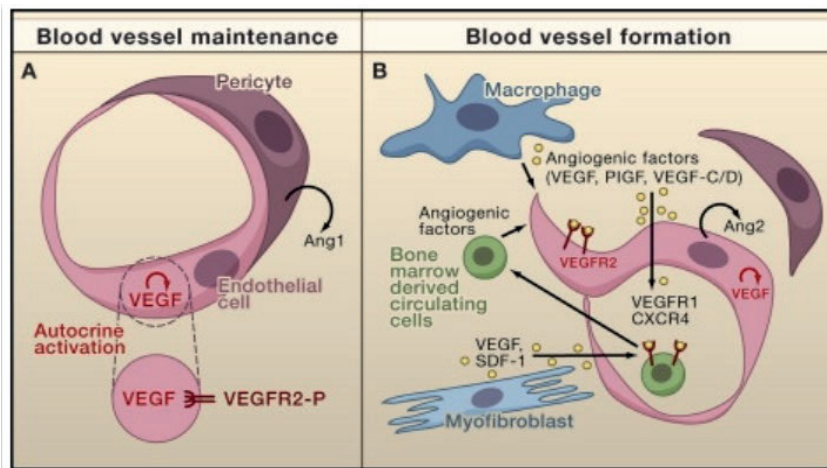 Blood vessel maintenance
A
Pericyte
Ang1
VEGF
Endothelial
cell
Autocrine
activation
VEGF
VEGFR2-P
Blood vessel formation
B
Macrophage
Angiogenic factors
(VEGF, PlGF, VEGF-C/D)
Angiogenic
factors
VEGFR2
Ang2
Bone
marrow
derived
circulating
cells
VEGF
VEGFR1
CXCR4
VEGF,
SDF-1
Myofibroblast